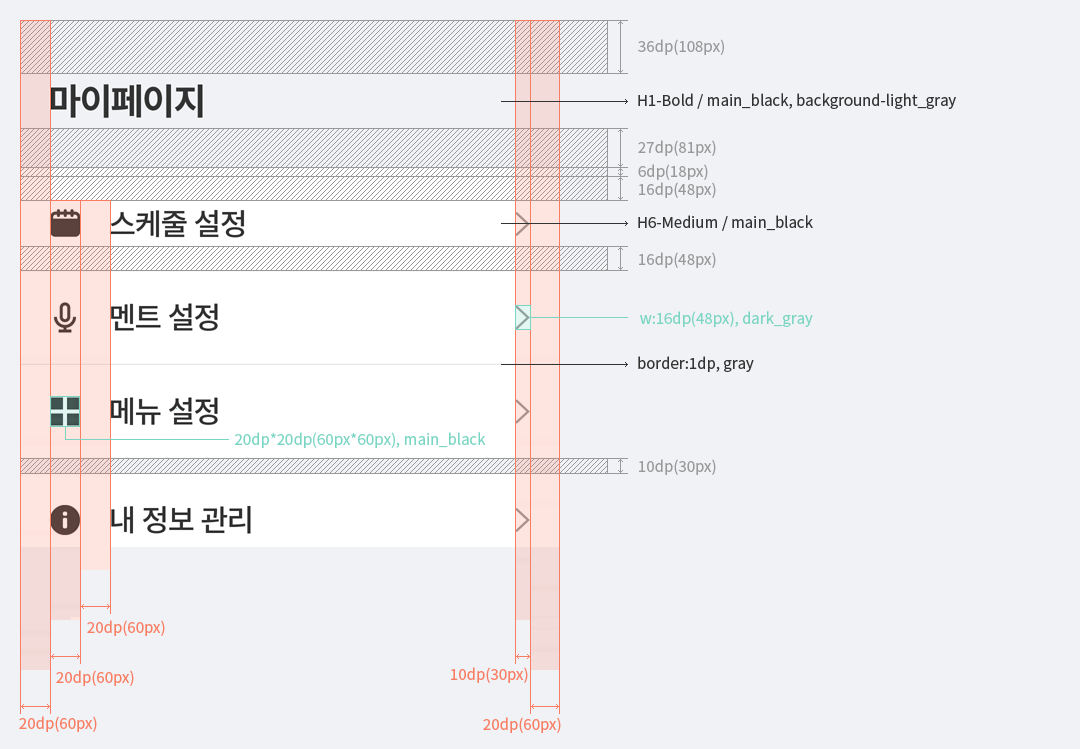 36dp(108px)
마이페이지
H1-Bold / main_black, background-light_gray
27dp(81px)
6dp(18px)
16dp(48px)
스케줄 설정
H6-Medium / main_black
16dp(48px)
멘트 설정
w:16dp(48px), dark_gray
border:1dp, gray
메뉴 설정
20dp*20dp(60px*60px), main_black
10dp(30px)
내 정보 관리
20dp(60px)
20dp(60px)
10dp(30px)
20dp(60px)
20dp(60px)